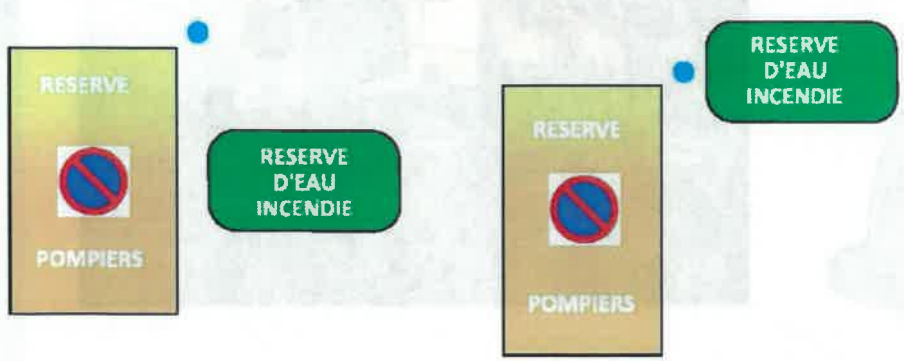 RESERVE
POMPIERS
RESERVE
D'EAU
INCENDIE
RESERVE
POMPIERS
RESERVE
D'EAU
INCENDIE